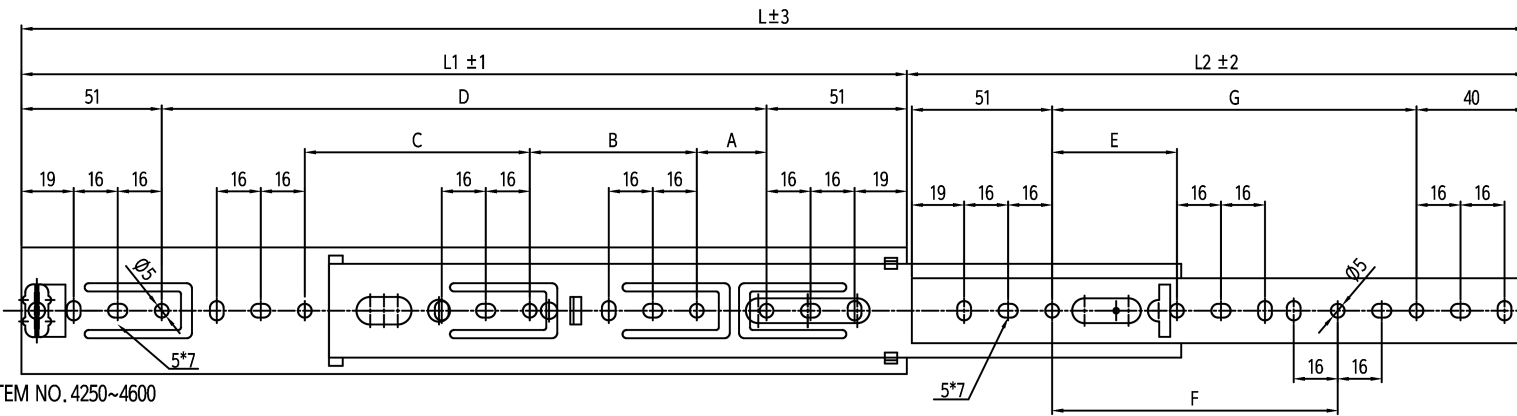 L±3
L1 ±1 L2 ±2
51 D 51 51 G 40
C B A E
19 16 16 16 16 16 16 16 16 16 16 19 19 16 16 16 16 16 16
Ø5 Ø5
5*7 5*7
16 16
TEM NO. 4250~4600
F